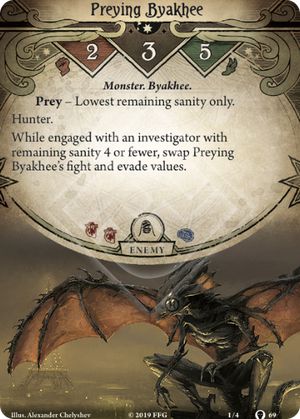 Preying Byakhee
2 3 5
Monster. Byakhee.
Prey – Lowest remaining sanity only.
Hunter.
While engaged with an investigator with
remaining sanity 4 or fewer, swap Preying
Byakhee's fight and evade values.
ENEMY
Illus. Alexander Chelyshev © 2019 FFG 1/4 69